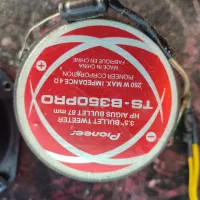 Pioneer
3.5" BULLET TWEETER
HP AIGUS BULLET 87 mm
TS-B350PRO
250 W MAX. IMPEDANCE 4 Ω
PIONEER CORPORATION
MADE IN CHINA
FABRIQUÉ EN CHINE
+
−